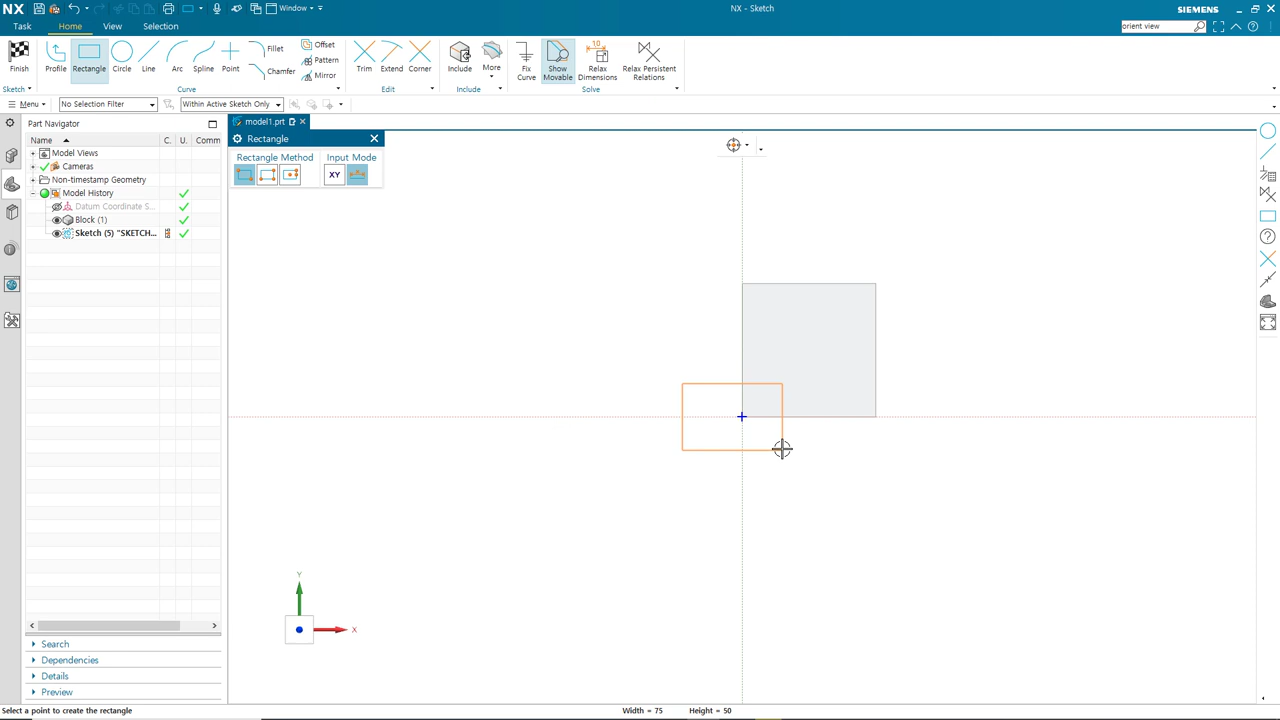 NX
Window
NX - Sketch
SIEMENS
Task
Home
View
Selection
orient view
Finish
Profile
Rectangle
Circle
Line
Arc
Spline
Point
Fillet
Chamfer
Offset
Pattern
Mirror
Trim
Extend
Corner
Include
More
Fix
Curve
Show
Movable
Relax
Dimensions
Relax Persistent
Relations
Sketch
Curve
Edit
Include
Solve
Menu
No Selection Filter
Within Active Sketch Only
Part Navigator
model1.prt
Name
C.
U.
Comm
Rectangle
Model Views
Rectangle Method
Input Mode
Cameras
XY
Non-timestamp Geometry
Model History
Datum Coordinate S...
Block (1)
Sketch (5) "SKETCH...
10
Y
X
Search
Dependencies
Details
Preview
Select a point to create the rectangle
Width = 75
Height = 50